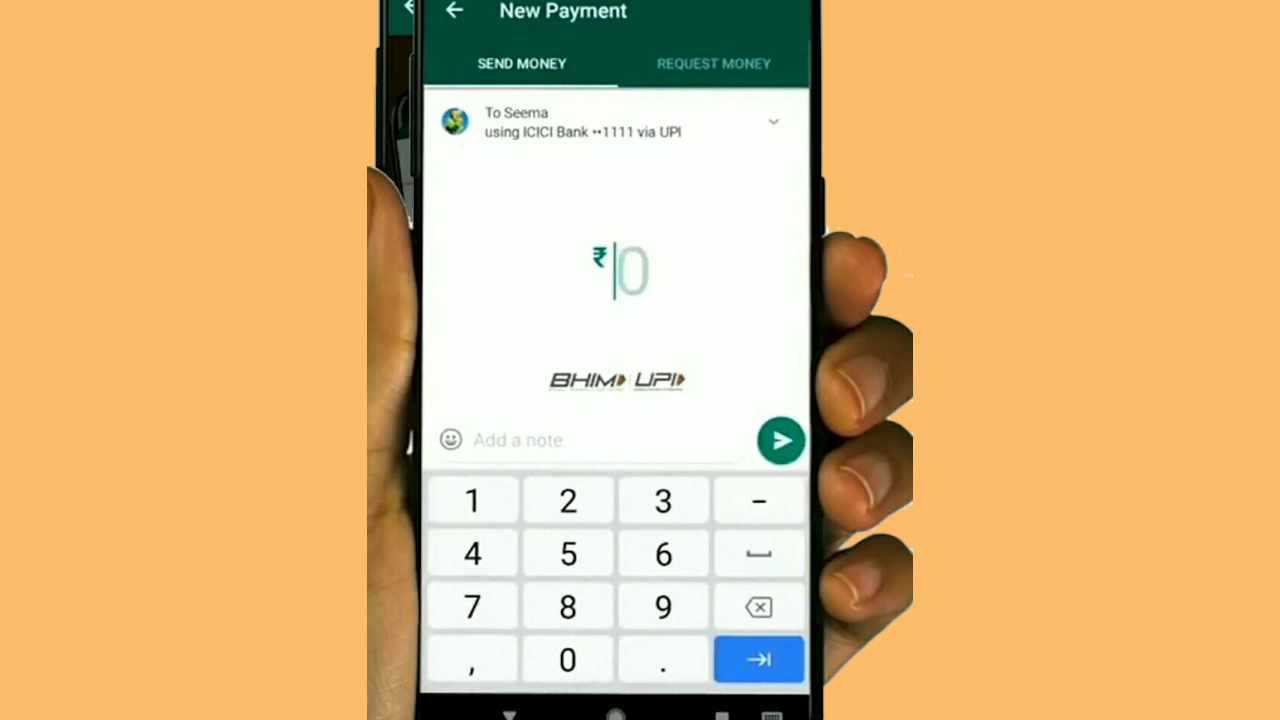 New Payment
SEND MONEY
REQUEST MONEY
To Seema
using ICICI Bank ••1111 via UPI
₹ 0
BHIM UPI
Add a note
1 2 3 -
4 5 6
7 8 9
, 0 .